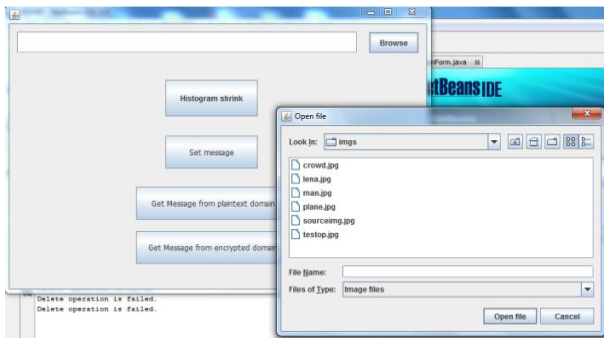 Browse
nForm.java
tBeans IDE
Histogram shrink
Open file
Look In: imgs
Set message
crowd.jpg
lena.jpg
man.jpg
plane.jpg
sourceimg.jpg
testop.jpg
Get Message from plaintext domain
Get Message from encrypted domain
File Name:
Files of Type: Image files
Open file Cancel
Delete operation is failed.
Delete operation is failed.